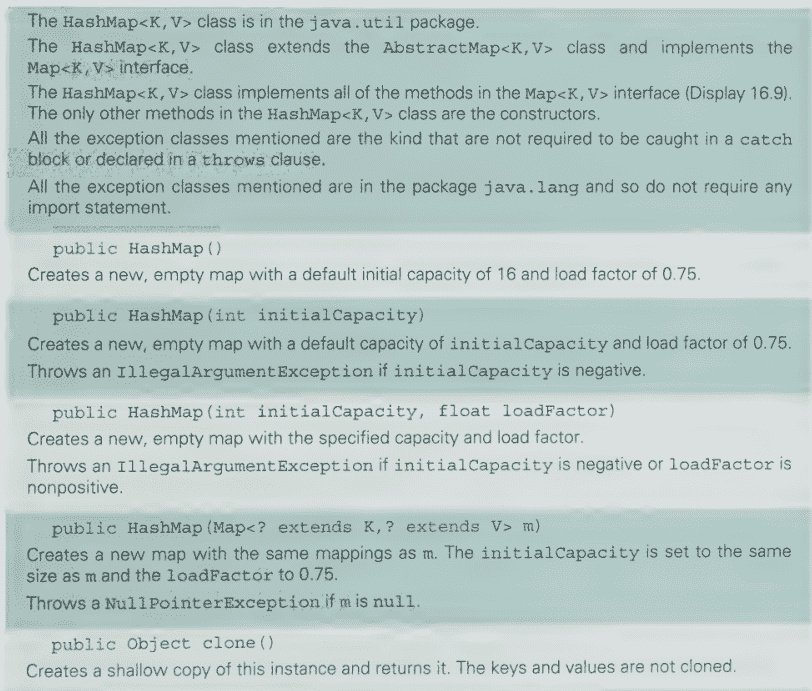 The HashMap<K,V> class is in the java.util package.
The HashMap<K,V> class extends the AbstractMap<K,V> class and implements the
Map<K,V> interface.
The HashMap<K,V> class implements all of the methods in the Map<K,V> interface (Display 16.9).
The only other methods in the HashMap<K,V> class are the constructors.
All the exception classes mentioned are the kind that are not required to be caught in a catch
block or declared in a throws clause.
All the exception classes mentioned are in the package java.lang and so do not require any
import statement.
public HashMap()
Creates a new, empty map with a default initial capacity of 16 and load factor of 0.75.
public HashMap(int initialCapacity)
Creates a new, empty map with a default capacity of initialCapacity and load factor of 0.75.
Throws an IllegalArgumentException if initialCapacity is negative.
public HashMap(int initialCapacity, float loadFactor)
Creates a new, empty map with the specified capacity and load factor.
Throws an IllegalArgumentException if initialCapacity is negative or loadFactor is
nonpositive.
public HashMap(Map<? extends K,? extends V> m)
Creates a new map with the same mappings as m. The initialCapacity is set to the same
size as m and the loadFactor to 0.75.
Throws a NullPointerException if m is null.
public Object clone()
Creates a shallow copy of this instance and returns it. The keys and values are not cloned.